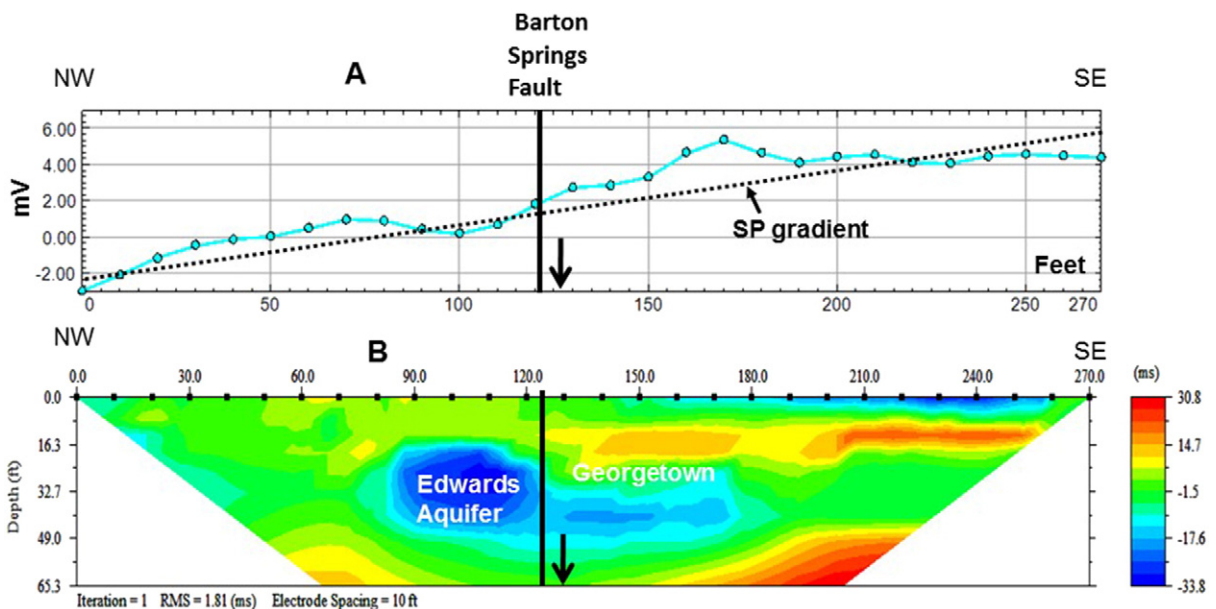 Barton
Springs
Fault
NW
A
SE
6.00
4.00
2.00
0.00
-2.00
mV
SP gradient
Feet
0 50 100 150 200 250 270
NW
B
SE
0.0 30.0 60.0 90.0 120.0 150.0 180.0 210.0 240.0 270.0
(ms)
0.0
16.3
32.7
49.0
65.3
Depth (ft)
Edwards
Aquifer
Georgetown
30.8
14.7
-1.5
-17.6
-33.8
Iteration = 1 RMS = 1.81 (ms) Electrode Spacing = 10 ft